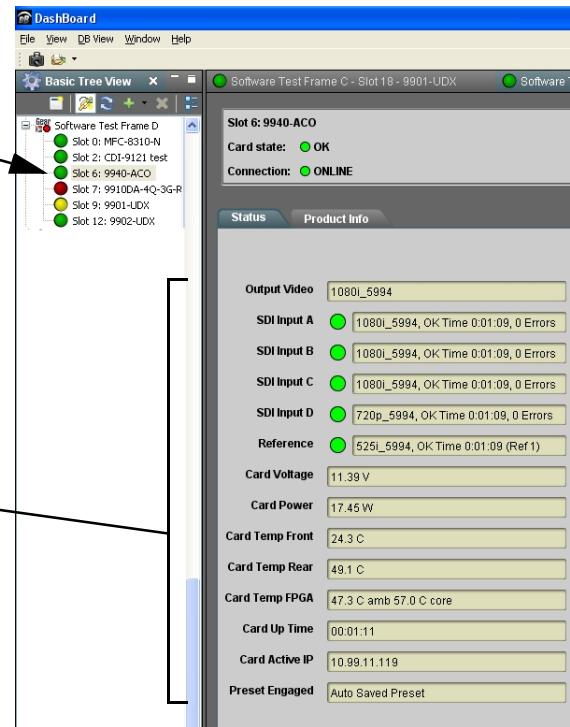 DashBoard
File View DB View Window Help
Basic Tree View
Software Test Frame D
Slot 0: MFC-8310-N
Slot 2: CDI-9121 test
Slot 6: 9940-ACO
Slot 7: 9910DA-4Q-3G-R
Slot 9: 9901-UDX
Slot 12: 9902-UDX
Software Test Frame C - Slot 18 - 9901-UDX
Software
Slot 6: 9940-ACO
Card state: OK
Connection: ONLINE
Status Product Info
Output Video 1080i_5994
SDI Input A 1080i_5994, OK Time 0:01:09, 0 Errors
SDI Input B 1080i_5994, OK Time 0:01:09, 0 Errors
SDI Input C 1080i_5994, OK Time 0:01:09, 0 Errors
SDI Input D 720p_5994, OK Time 0:01:09, 0 Errors
Reference 525i_5994, OK Time 0:01:09 (Ref 1)
Card Voltage 11.39 V
Card Power 17.45 W
Card Temp Front 24.3 C
Card Temp Rear 49.1 C
Card Temp FPGA 47.3 C amb 57.0 C core
Card Up Time 00:01:11
Card Active IP 10.99.11.119
Preset Engaged Auto Saved Preset